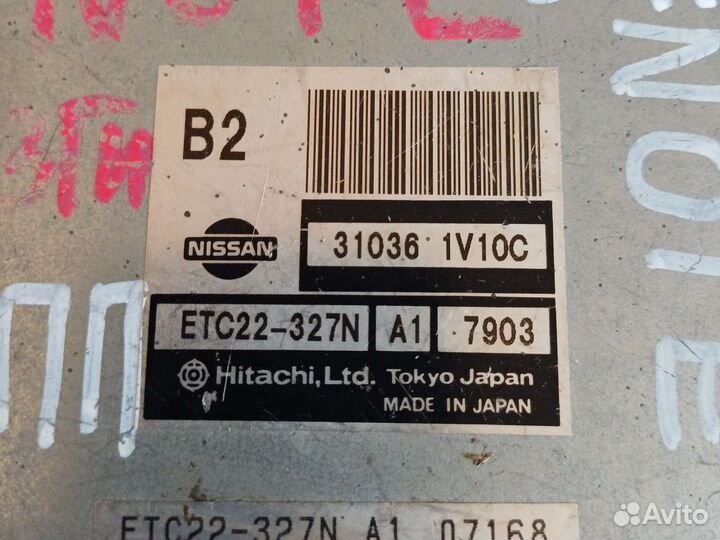 NOTE
B2
NISSAN
31036 1V10C
ETC22-327N A1 7903
Hitachi, Ltd. Tokyo Japan
MADE IN JAPAN
ETC22-327N A1 07168
Avito